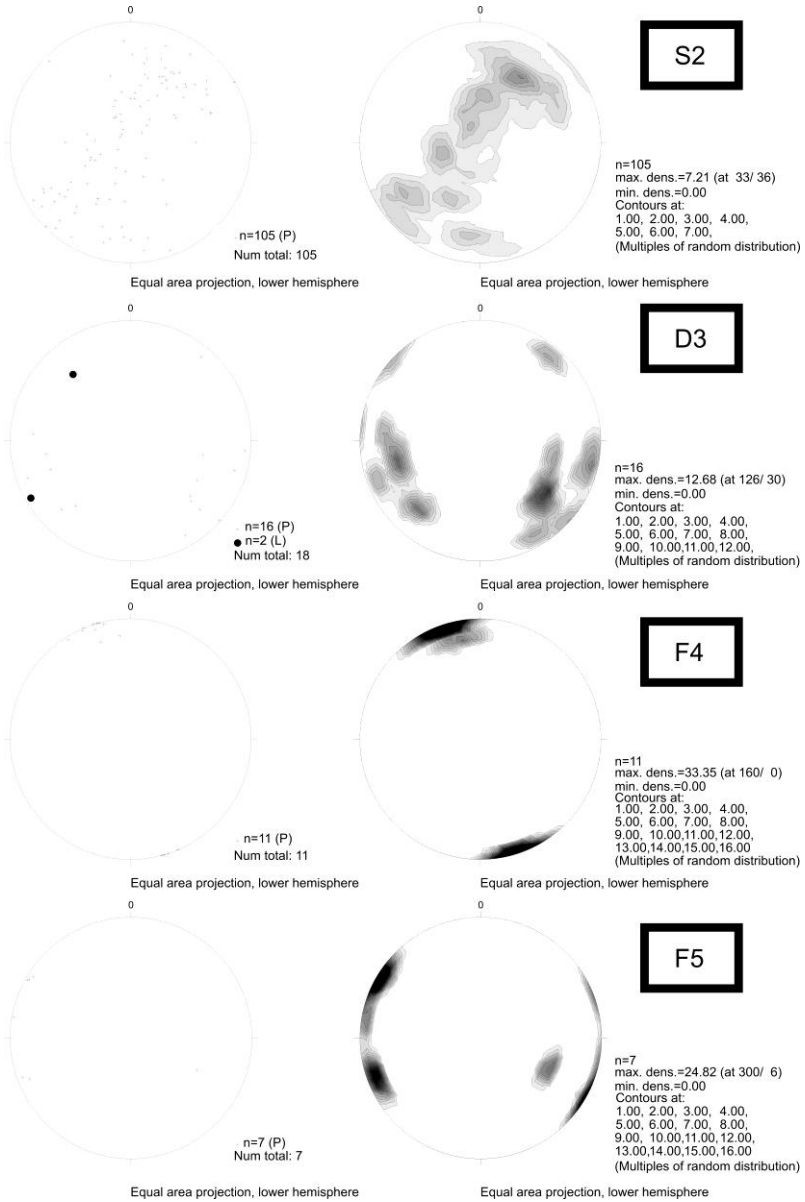 0
0
S2
n=105 (P)
Num total: 105
n=105
max. dens.=7.21 (at 33/ 36)
min. dens.=0.00
Contours at:
1.00, 2.00, 3.00, 4.00,
5.00, 6.00, 7.00,
(Multiples of random distribution)
Equal area projection, lower hemisphere
Equal area projection, lower hemisphere
0
0
D3
n=16 (P)
n=2 (L)
Num total: 18
n=16
max. dens.=12.68 (at 126/ 30)
min. dens.=0.00
Contours at:
1.00, 2.00, 3.00, 4.00,
5.00, 6.00, 7.00, 8.00,
9.00, 10.00,11.00,12.00,
(Multiples of random distribution)
Equal area projection, lower hemisphere
Equal area projection, lower hemisphere
0
0
F4
n=11 (P)
Num total: 11
n=11
max. dens.=33.35 (at 160/ 0)
min. dens.=0.00
Contours at:
1.00, 2.00, 3.00, 4.00,
5.00, 6.00, 7.00, 8.00,
9.00, 10.00,11.00,12.00,
13.00,14.00,15.00,16.00
(Multiples of random distribution)
Equal area projection, lower hemisphere
Equal area projection, lower hemisphere
0
0
F5
n=7 (P)
Num total: 7
n=7
max. dens.=24.82 (at 300/ 6)
min. dens.=0.00
Contours at:
1.00, 2.00, 3.00, 4.00,
5.00, 6.00, 7.00, 8.00,
9.00, 10.00,11.00,12.00,
13.00,14.00,15.00,16.00
(Multiples of random distribution)
Equal area projection, lower hemisphere
Equal area projection, lower hemisphere